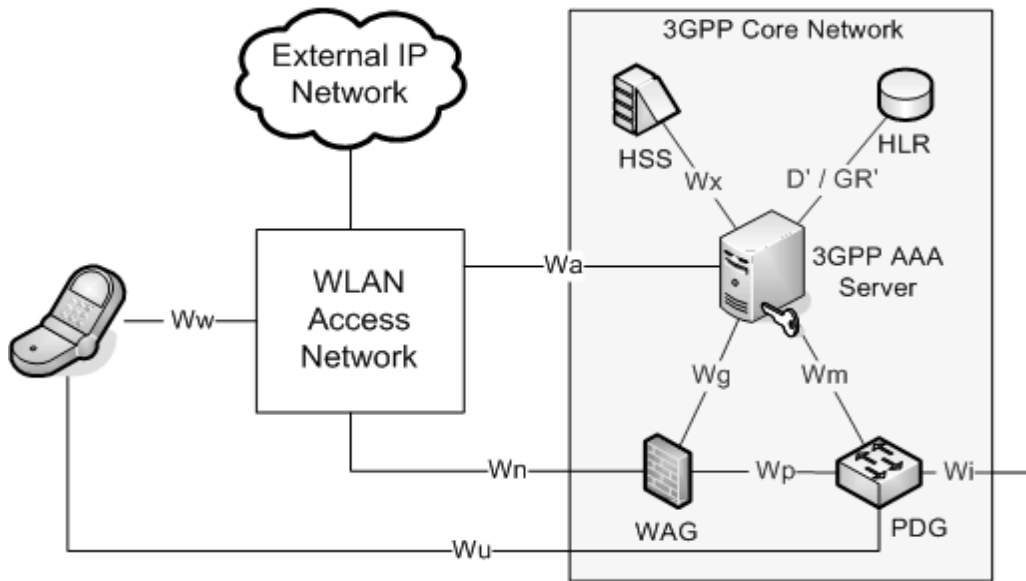 External IP
Network
3GPP Core Network
HSS
HLR
Wx
D' / GR'
WLAN
Access
Network
Wa
3GPP AAA
Server
Ww
Wg
Wm
Wn
Wp
Wi
WAG
PDG
Wu